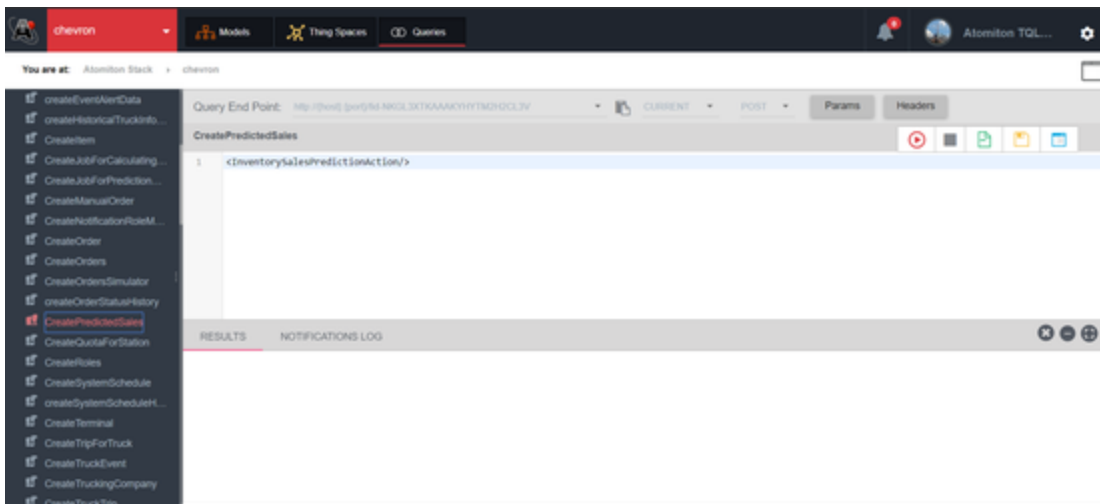 chevron
Models
Thing Spaces
Queries
Atomiton TQL...
You are at: Atomiton Stack > chevron
createEventAlertData
createHistoricalTruckInfo...
CreateItem
CreateJobForCalculating...
CreateJobForPrediction...
CreateManualOrder
CreateNotificationRoleM...
CreateOrder
CreateOrders
CreateOrdersSimulator
createOrderStatusHistory
CreatePredictedSales
CreateQuotaForStation
CreateRoles
CreateSystemSchedule
createSystemScheduleH...
CreateTerminal
CreateTripForTruck
CreateTruckEvent
CreateTruckingCompany
CreateTruckTrip
Query End Point:
CURRENT
POST
Params
Headers
CreatePredictedSales
1 <InventorySalesPredictionAction/>
RESULTS
NOTIFICATIONS LOG